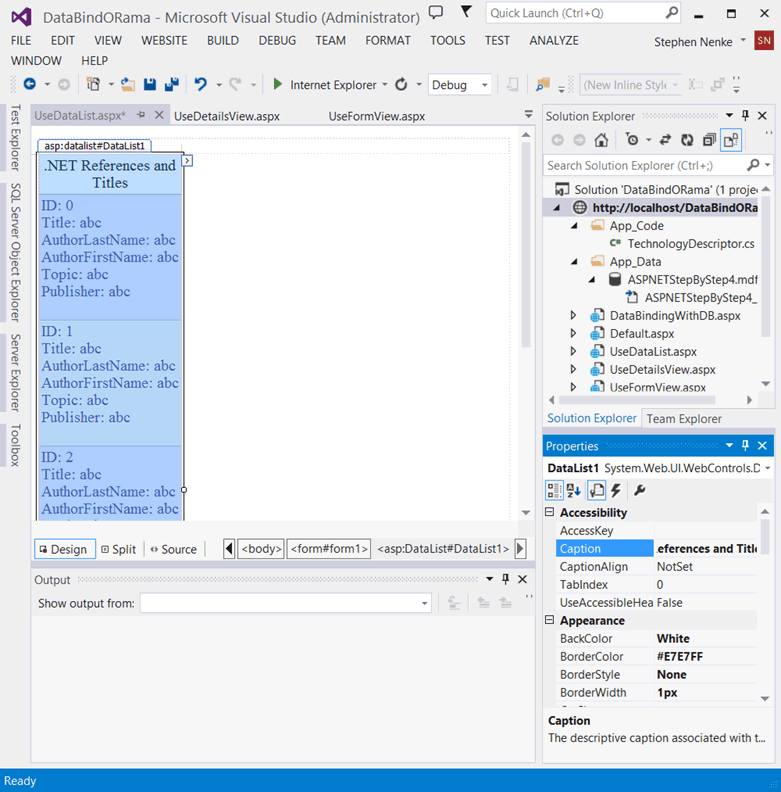 DataBindORama - Microsoft Visual Studio (Administrator)
Quick Launch (Ctrl+Q)
FILE EDIT VIEW WEBSITE BUILD DEBUG TEAM FORMAT TOOLS TEST ANALYZE
Stephen Nenke SN
WINDOW HELP
Internet Explorer Debug (New Inline Style
Test Explorer
SQL Server Object Explorer
Server Explorer
Toolbox
UseDataList.aspx* UseDetailsView.aspx UseFormView.aspx
asp:datalist#DataList1
.NET References and
Titles
ID: 0
Title: abc
AuthorLastName: abc
AuthorFirstName: abc
Topic: abc
Publisher: abc
ID: 1
Title: abc
AuthorLastName: abc
AuthorFirstName: abc
Topic: abc
Publisher: abc
ID: 2
Title: abc
AuthorLastName: abc
AuthorFirstName: abc
Design Split Source <body> <form#form1> <asp:DataList#DataList1>
Output
Show output from:
Solution Explorer
Search Solution Explorer (Ctrl+;)
Solution 'DataBindORama' (1 projec
http://localhost/DataBindORa
App_Code
C# TechnologyDescriptor.cs
App_Data
ASPNETStepByStep4.mdf
ASPNETStepByStep4_
DataBindingWithDB.aspx
Default.aspx
UseDataList.aspx
UseDetailsView.aspx
UseFormView.aspx
Solution Explorer Team Explorer
Properties
DataList1 System.Web.UI.WebControls.D
Accessibility
AccessKey
Caption .eferences and Title
CaptionAlign NotSet
TabIndex 0
UseAccessibleHea False
Appearance
BackColor White
BorderColor #E7E7FF
BorderStyle None
BorderWidth 1px
Caption
The descriptive caption associated with t...
Ready